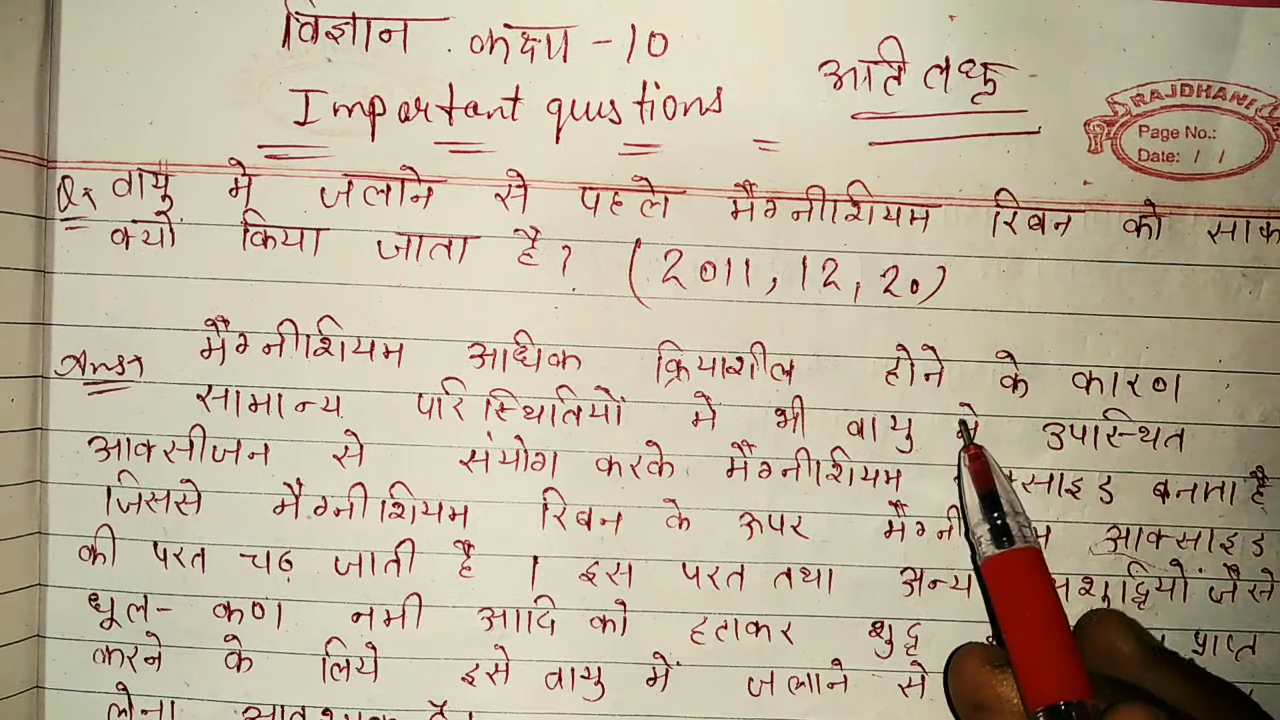 विज्ञान कक्षा - 10
Important qustions
अति लघु
RAJDHANI
Page No.:
Date: / /
Q1 वायु मे जलाने से पहले मैग्नीशियम रिबन को साफ
क्यों किया जाता है? (2011, 12, 20)
Ans मैग्नीशियम अधिक क्रियाशील होने के कारण
सामान्य परिस्थितियों में भी वायु मे उपस्थित
आक्सीजन से संयोग करके मैग्नीशियम बनाता है
जिससे मैग्नीशियम रिबन के ऊपर आक्साइड
की परत चढ़ जाती है । इस परत तथा अन्य जैसे
धूल- कण नमी आदि को हटाकर शुद्ध प्राप्त
करने के लिये इसे वायु में जलाने से
लेना